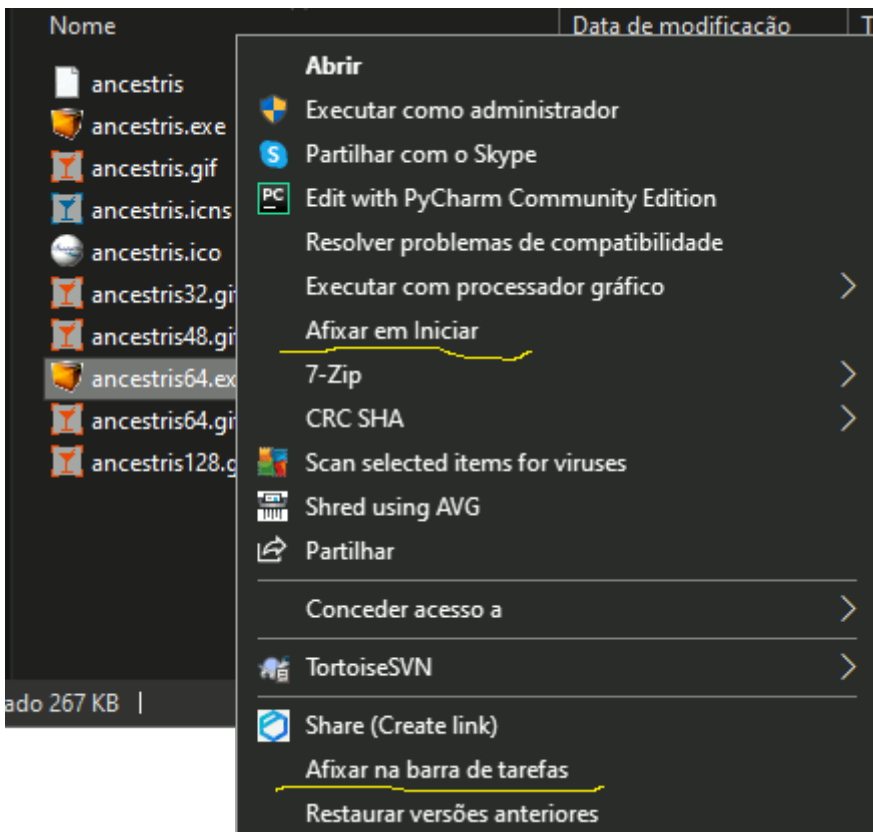 Nome Data de modificação
ancestris
ancestris.exe
ancestris.gif
ancestris.icns
ancestris.ico
ancestris32.gi
ancestris48.gi
ancestris64.ex
ancestris64.gi
ancestris128.g
ado 267 KB
Abrir
Executar como administrador
Partilhar com o Skype
Edit with PyCharm Community Edition
Resolver problemas de compatibilidade
Executar com processador gráfico
Afixar em Iniciar
7-Zip
CRC SHA
Scan selected items for viruses
Shred using AVG
Partilhar
Conceder acesso a
TortoiseSVN
Share (Create link)
Afixar na barra de tarefas
Restaurar versões anteriores